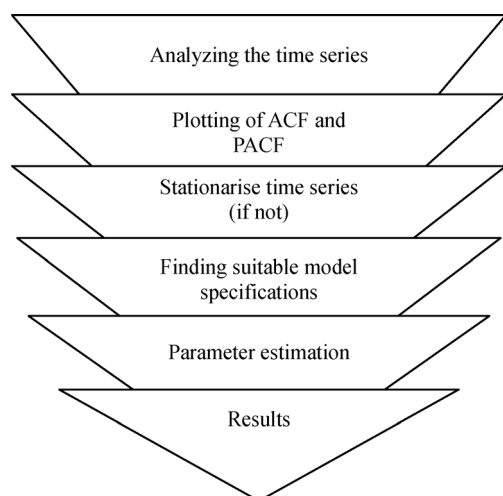 Analyzing the time series
Plotting of ACF and
PACF
Stationarise time series
(if not)
Finding suitable model
specifications
Parameter estimation
Results